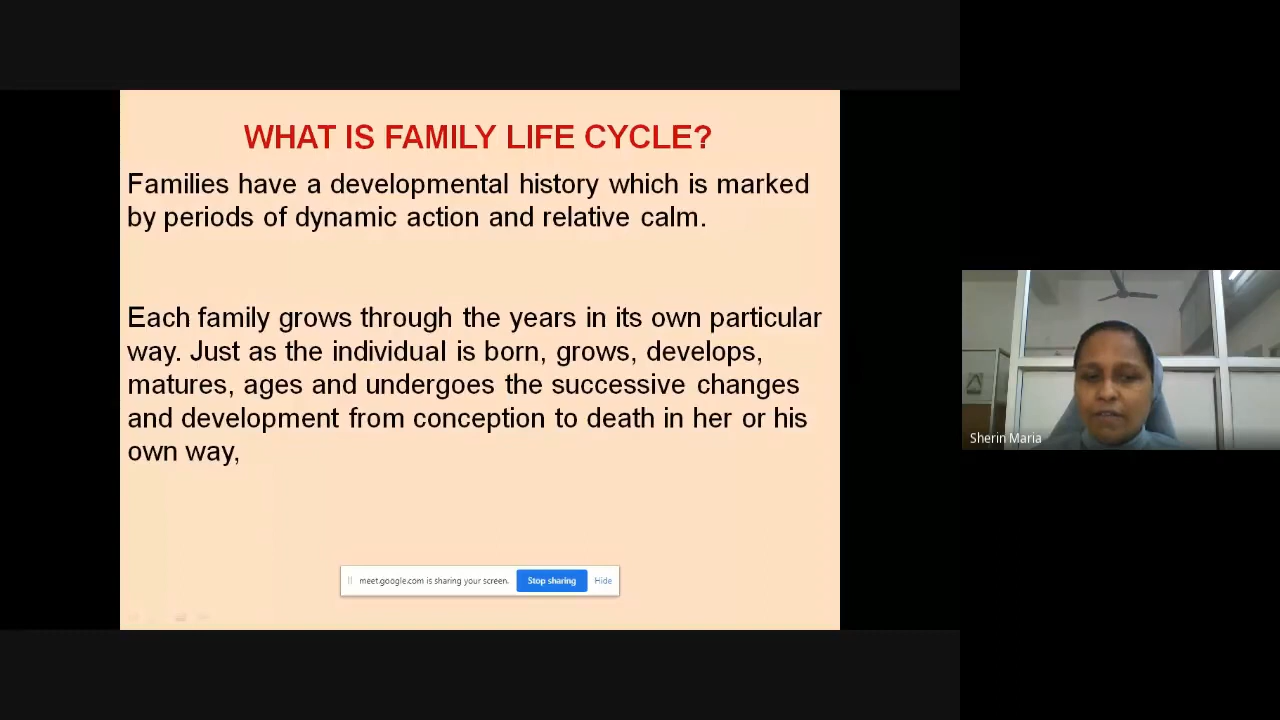 WHAT IS FAMILY LIFE CYCLE?
Families have a developmental history which is marked
by periods of dynamic action and relative calm.
Each family grows through the years in its own particular
way. Just as the individual is born, grows, develops,
matures, ages and undergoes the successive changes
and development from conception to death in her or his
own way,
meet.google.com is sharing your screen.
Stop sharing
Hide
Sherin Maria